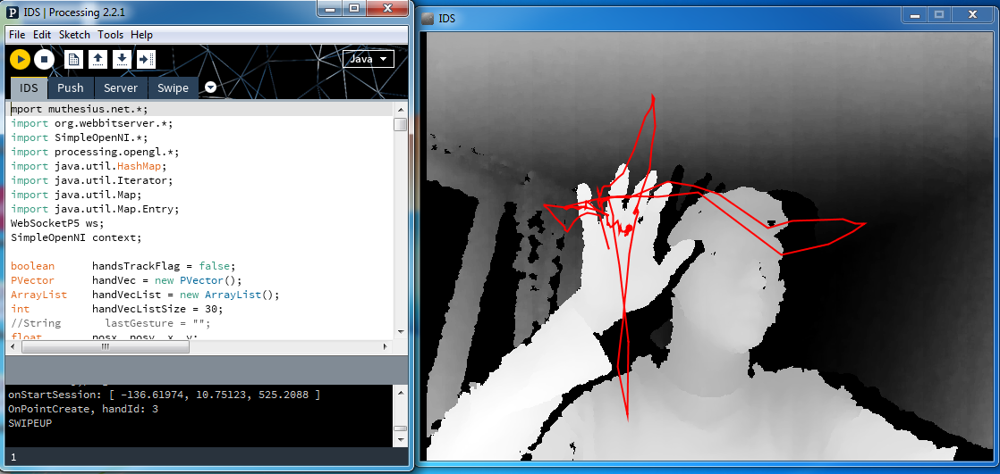 IDS | Processing 2.2.1
File Edit Sketch Tools Help
Java
IDS Push Server Swipe
mport muthesius.net.*;
import org.webbitserver.*;
import SimpleOpenNI.*;
import processing.opengl.*;
import java.util.HashMap;
import java.util.Iterator;
import java.util.Map;
import java.util.Map.Entry;
WebSocketP5 ws;
SimpleOpenNI context;
boolean handsTrackFlag = false;
PVector handVec = new PVector();
ArrayList handVecList = new ArrayList();
int handVecListSize = 30;
//String lastGesture = "";
float posx, posy, x, y;
onStartSession: [ -136.61974, 10.75123, 525.2088 ]
OnPointCreate, handId: 3
SWIPEUP
1
IDS